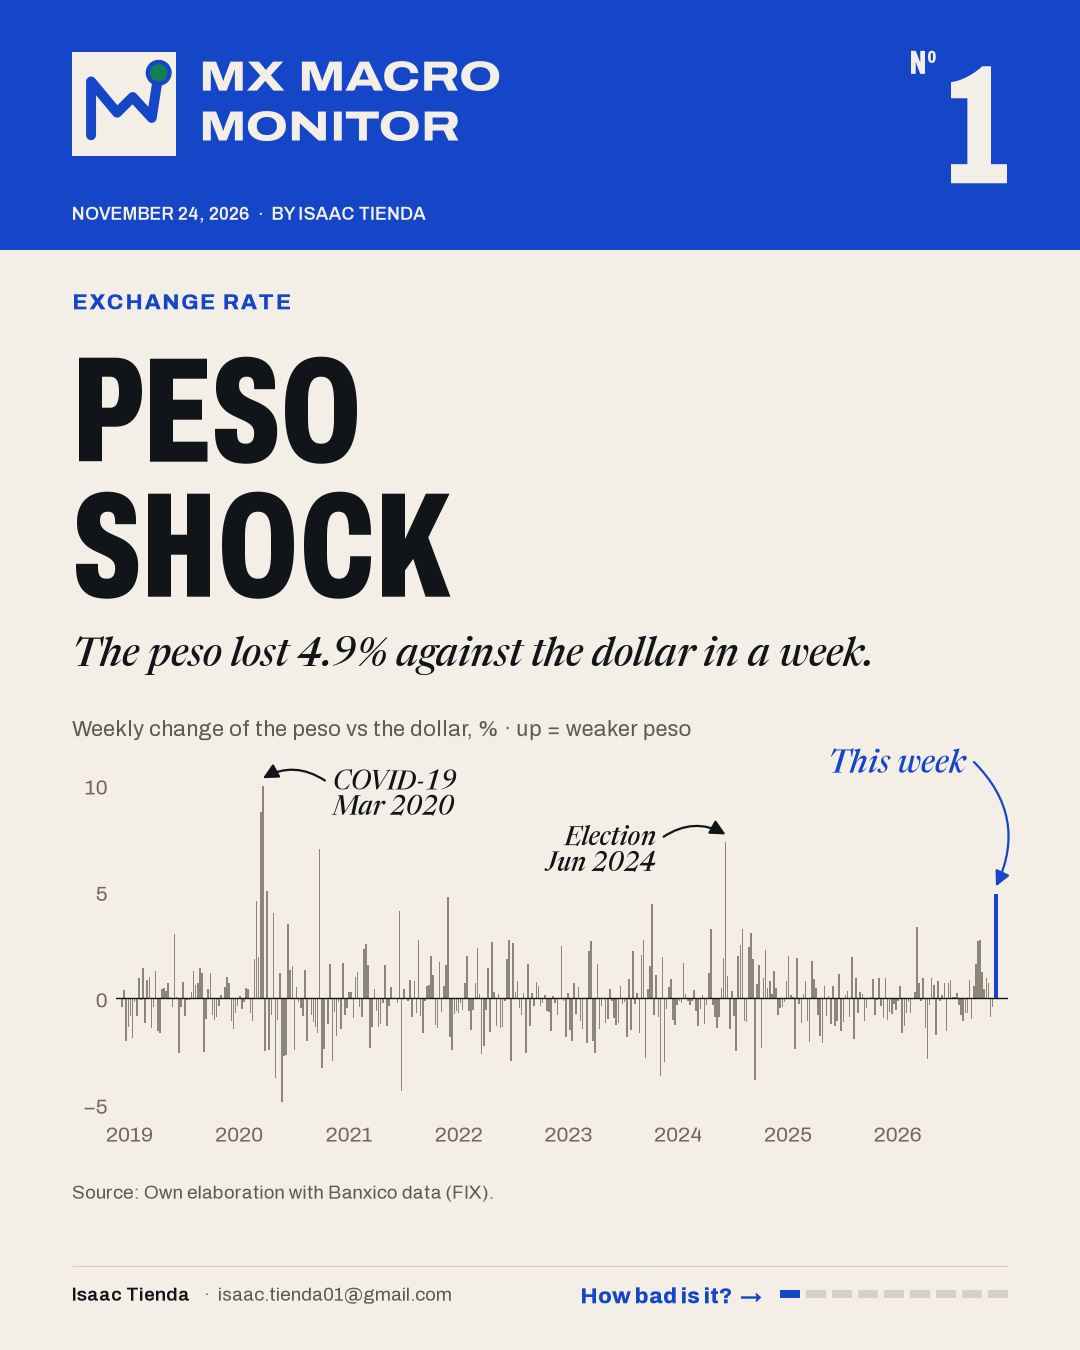 MX MACRO
MONITOR
Nº 1
NOVEMBER 24, 2026 · BY ISAAC TIENDA
EXCHANGE RATE
PESO
SHOCK
The peso lost 4.9% against the dollar in a week.
Weekly change of the peso vs the dollar, % · up = weaker peso
This week
COVID-19
Mar 2020
Election
Jun 2024
10
5
0
−5
2019 2020 2021 2022 2023 2024 2025 2026
Source: Own elaboration with Banxico data (FIX).
Isaac Tienda · isaac.tienda01@gmail.com
How bad is it? →